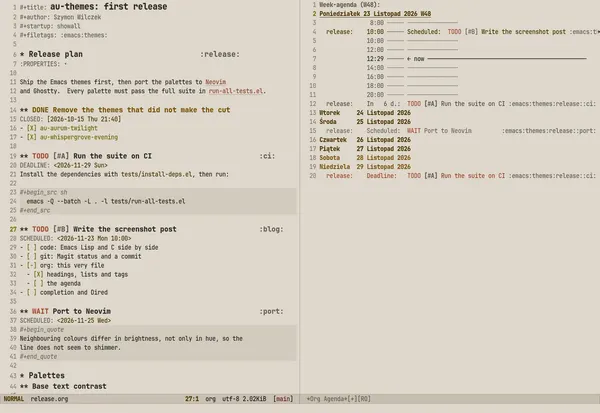 1 #+title: au-themes: first release
2 #+author: Szymon Wilczek
3 #+startup: showall
4 #+filetags: :emacs:themes:
5
6 * Release plan :release:
7 :PROPERTIES: ·
10
11 Ship the Emacs themes first, then port the palettes to Neovim
12 and Ghostty. Every palette must pass the full suite in run-all-tests.el.
13
14 ** DONE Remove the themes that did not make the cut
15 CLOSED: [2026-10-15 Thu 21:40]
16 - [X] au-aurum-twilight
17 - [X] au-whispergrove-evening
18
19 ** TODO [#A] Run the suite on CI :ci:
20 DEADLINE: <2026-11-29 Sun>
21 Install the dependencies with tests/install-deps.el, then run:
22
23 #+begin_src sh
24 emacs -Q --batch -L . -l tests/run-all-tests.el
25 #+end_src
26
27 ** TODO [#B] Write the screenshot post :blog:
28 SCHEDULED: <2026-11-23 Mon 10:00>
29 - [ ] code: Emacs Lisp and C side by side
30 - [ ] git: Magit status and a commit
31 - [-] org: this very file
32 - [X] headings, lists and tags
33 - [ ] the agenda
34 - [ ] completion and Dired
35
36 ** WAIT Port to Neovim :port:
37 SCHEDULED: <2026-11-25 Wed>
38 #+begin_quote
39 Neighbouring colours differ in brightness, not only in hue, so the
40 line does not seem to shimmer.
41 #+end_quote
42
43 * Palettes
44 ** Base text contrast
NORMAL release.org 27:1 org utf-8 2.02KiB [main]
1 Week-agenda (W48):
2 Poniedziałek 23 Listopad 2026 W48
3 8:00
4 release: 10:00 Scheduled: TODO [#B] Write the screenshot post :emacs:th
5 10:00
6 12:00
7 12:29 ← now
8 14:00
9 16:00
10 18:00
11 20:00
12 release: In 6 d.: TODO [#A] Run the suite on CI :emacs:themes:release::ci:
13 Wtorek 24 Listopad 2026
14 Środa 25 Listopad 2026
15 release: Scheduled: WAIT Port to Neovim :emacs:themes:release::port:
16 Czwartek 26 Listopad 2026
17 Piątek 27 Listopad 2026
18 Sobota 28 Listopad 2026
19 Niedziela 29 Listopad 2026
20 release: Deadline: TODO [#A] Run the suite on CI :emacs:themes:release::ci:
*Org Agenda*[+][RO]